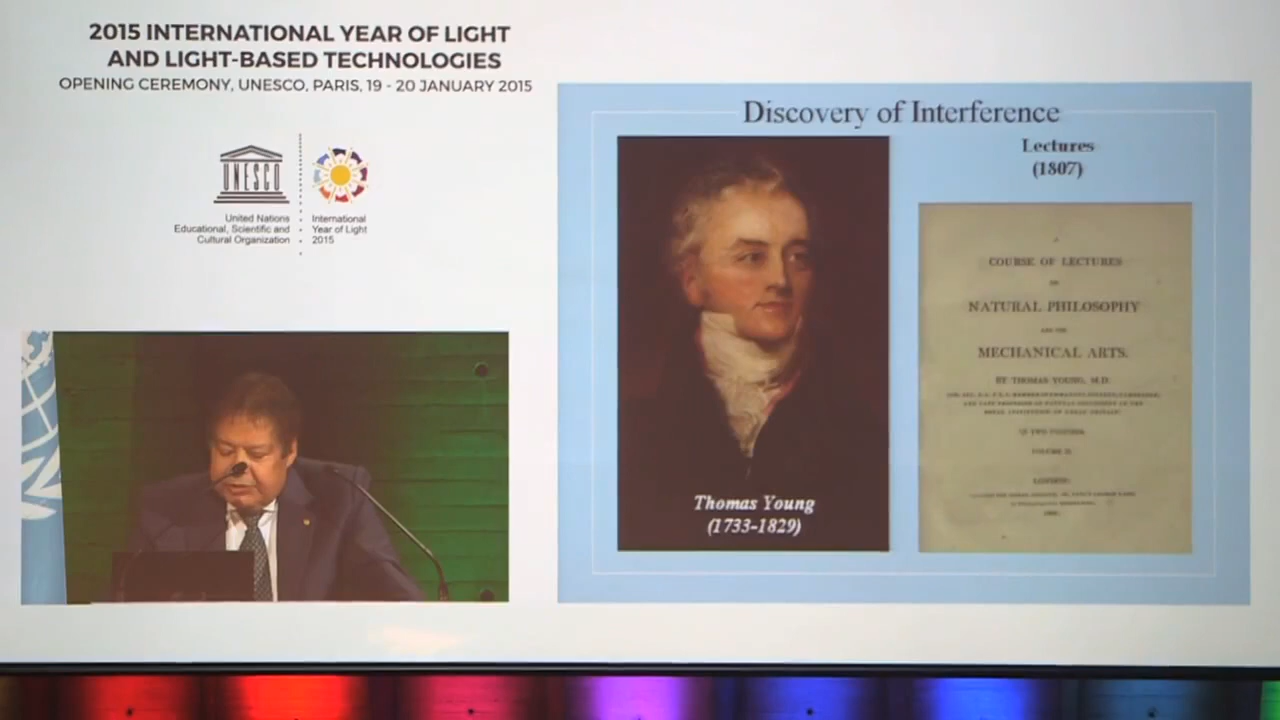 2015 INTERNATIONAL YEAR OF LIGHT
AND LIGHT-BASED TECHNOLOGIES
OPENING CEREMONY, UNESCO, PARIS, 19 - 20 JANUARY 2015
UNESCO
United Nations
Educational, Scientific and
Cultural Organization
International
Year of Light
2015
Discovery of Interference
Thomas Young
(1733-1829)
Lectures
(1807)
A
COURSE OF LECTURES
ON
NATURAL PHILOSOPHY
AND THE
MECHANICAL ARTS.
BY THOMAS YOUNG, M.D.
IN TWO VOLUMES.
VOLUME II.
LONDON: